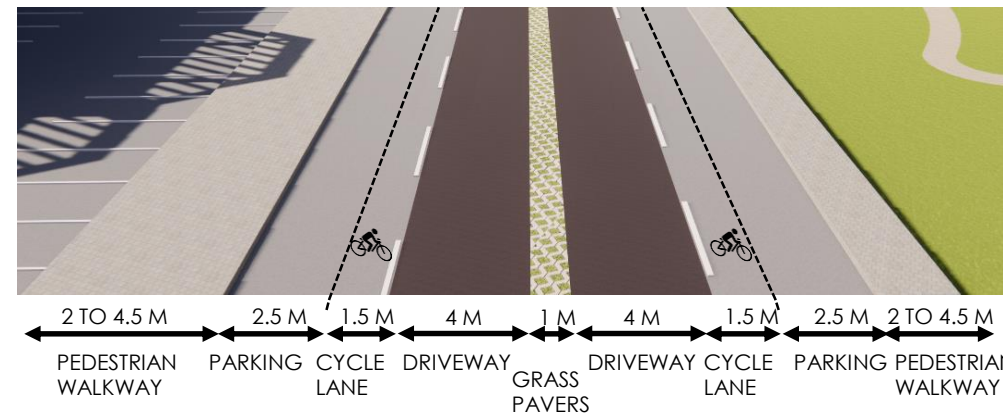 2 TO 4.5 M 2.5 M 1.5 M 4 M 1 M 4 M 1.5 M 2.5 M 2 TO 4.5 M
PEDESTRIAN WALKWAY
PARKING
CYCLE LANE
DRIVEWAY
GRASS PAVERS
DRIVEWAY
CYCLE LANE
PARKING
PEDESTRIAN
WALKWAY